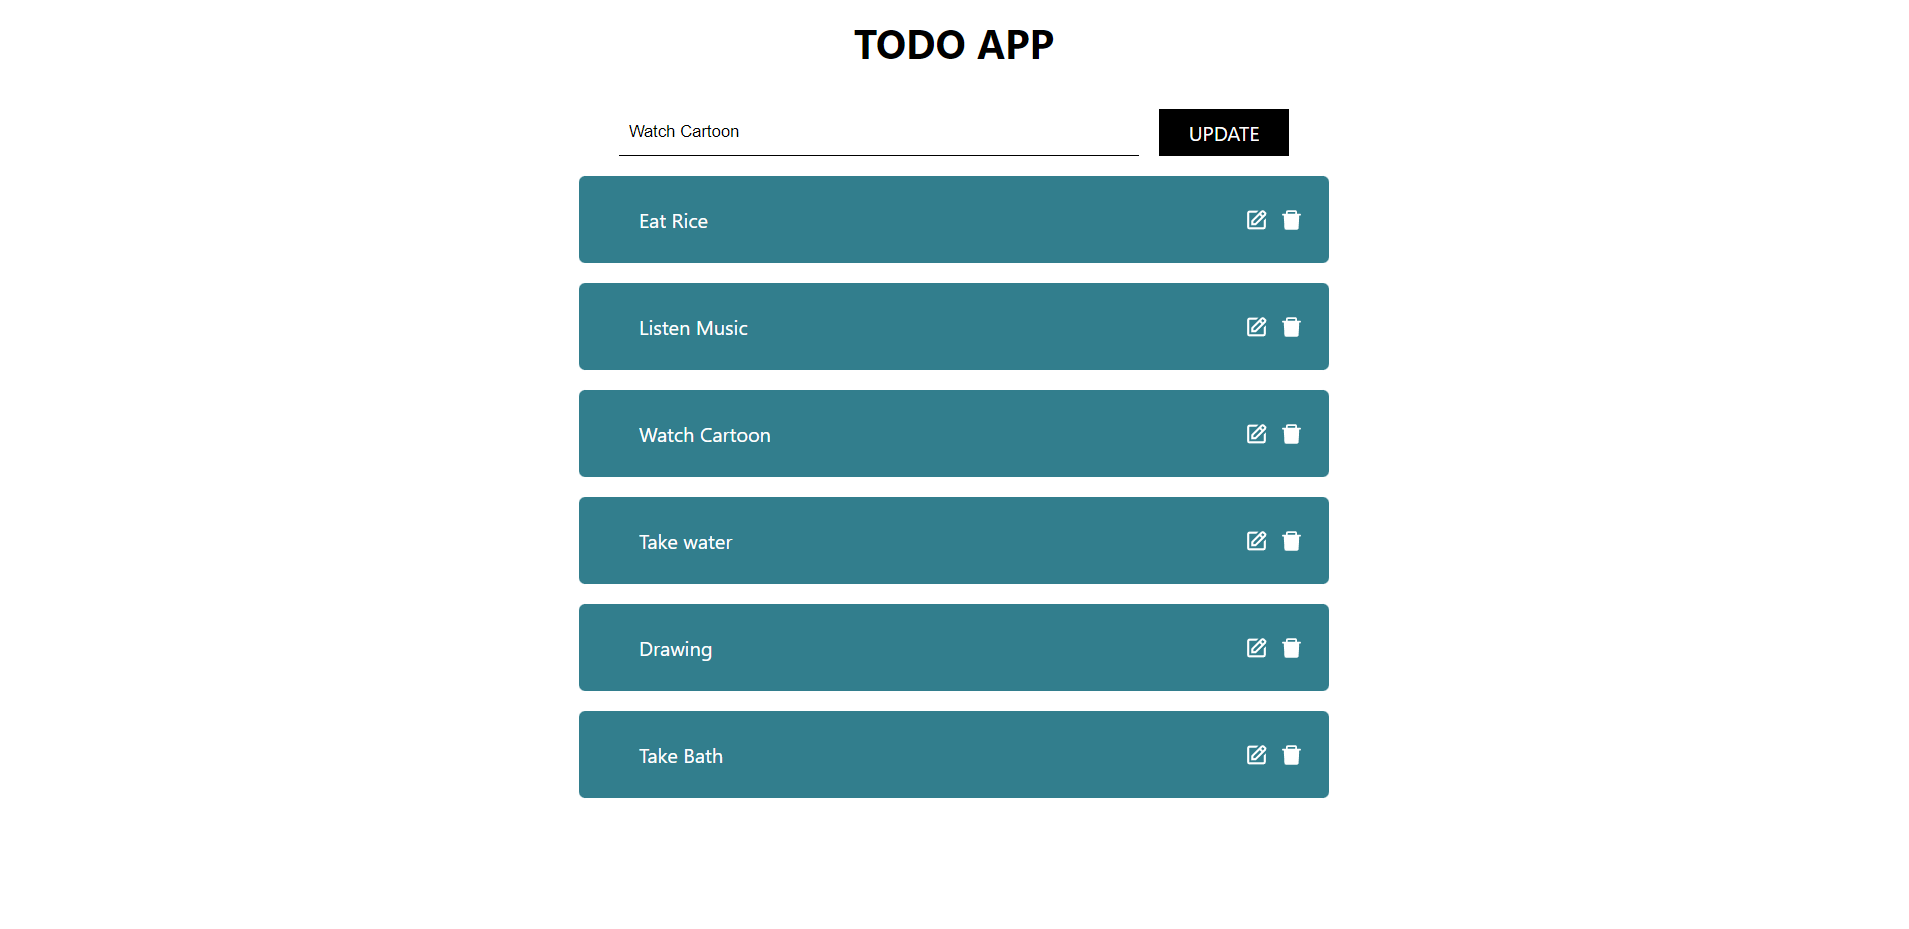 TODO APP
Watch Cartoon
UPDATE
Eat Rice
Listen Music
Watch Cartoon
Take water
Drawing
Take Bath